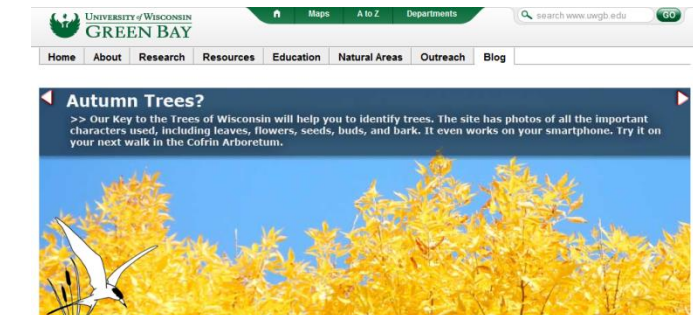 UNIVERSITY of WISCONSIN
GREEN BAY
Maps A to Z Departments
search www.uwgb.edu GO
Home About Research Resources Education Natural Areas Outreach Blog
Autumn Trees?
>> Our Key to the Trees of Wisconsin will help you to identify trees. The site has photos of all the important
characters used, including leaves, flowers, seeds, buds, and bark. It even works on your smartphone. Try it on
your next walk in the Cofrin Arboretum.